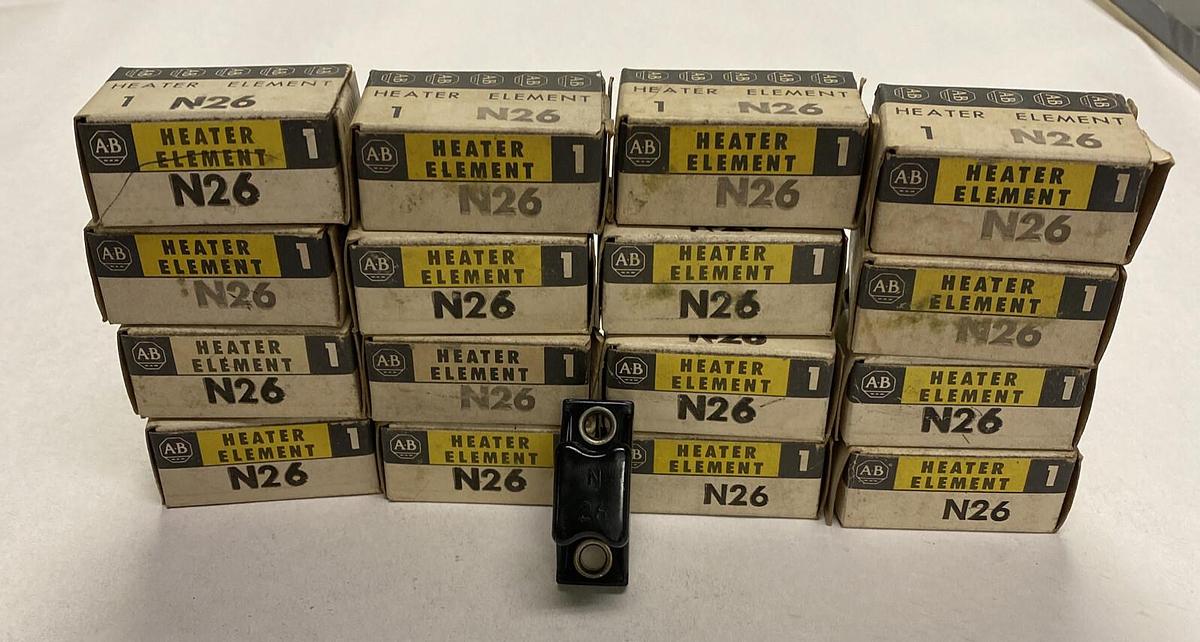 AB AB AB AB AB
HEATER ELEMENT
1 N26
A-B HEATER ELEMENT 1
N26
AB AB AB AB AB
HEATER ELEMENT
1 N26
A-B HEATER ELEMENT 1
N26
AB AB AB AB AB
HEATER ELEMENT
1 N26
A-B HEATER ELEMENT 1
N26
AB AB AB AB AB
HEATER ELEMENT
1 N26
A-B HEATER ELEMENT 1
N26
A-B HEATER ELEMENT 1
N26
A-B HEATER ELEMENT 1
N26
A-B HEATER ELEMENT 1
N26
A-B HEATER ELEMENT 1
N26
A-B HEATER ELEMENT 1
N26
A-B HEATER ELEMENT 1
N26
A-B HEATER ELEMENT 1
N26
A-B HEATER ELEMENT 1
N26
A-B HEATER ELEMENT 1
N26
A-B HEATER ELEMENT
N26
HEATER ELEMENT 1
N26
A-B HEATER ELEMENT 1
N26
N
26